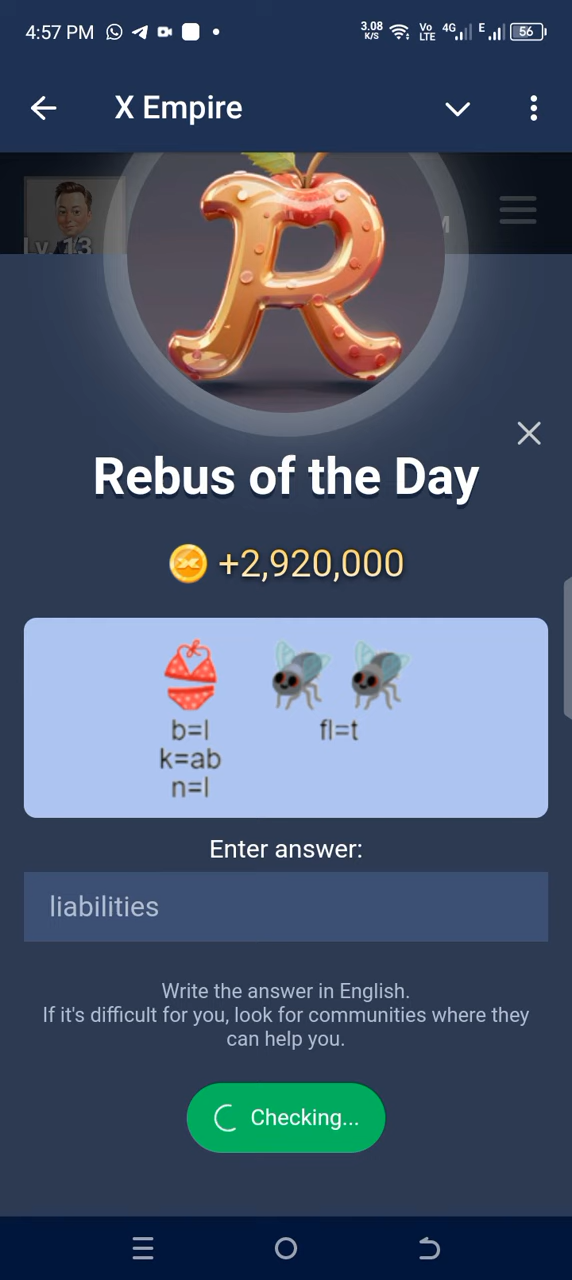 4:57 PM 3.08 K/S Vo LTE 4G E 56
X Empire
Lv. 13
R
Rebus of the Day
+2,920,000
b=l fl=t
k=ab
n=l
Enter answer:
liabilities
Write the answer in English.
If it's difficult for you, look for communities where they
can help you.
Checking...